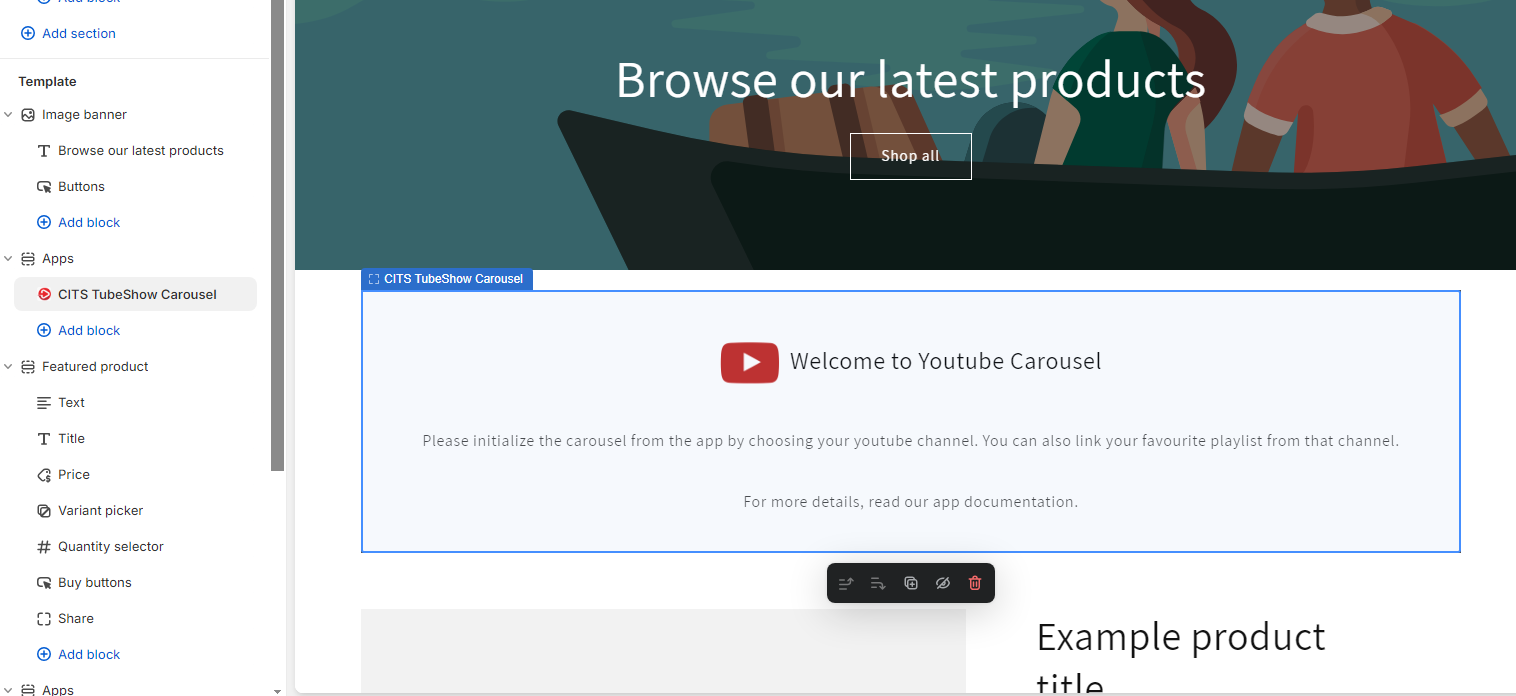 Add block
Add section
Template
Image banner
Browse our latest products
Buttons
Add block
Apps
CITS TubeShow Carousel
Add block
Featured product
Text
Title
Price
Variant picker
Quantity selector
Buy buttons
Share
Add block
Apps
Browse our latest products
Shop all
CITS TubeShow Carousel
Welcome to Youtube Carousel
Please initialize the carousel from the app by choosing your youtube channel. You can also link your favourite playlist from that channel.
For more details, read our app documentation.
Example product
title